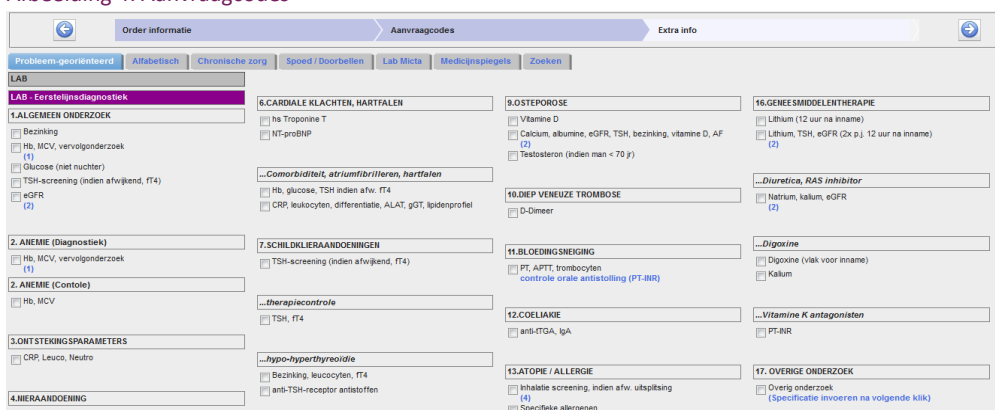 Afbeelding 4: Aanvraagcodes
Order informatie
Aanvraagcodes
Extra info
Probleem-georiënteerd
Alfabetisch
Chronische zorg
Spoed / Doorbellen
Lab Micta
Medicijnspiegels
Zoeken
LAB
LAB - Eerstelijnsdiagnostiek
1.ALGEMEEN ONDERZOEK
Bezinking
Hb, MCV, vervolgonderzoek
(1)
Glucose (niet nuchter)
TSH-screening (indien afwijkend, fT4)
eGFR
(2)
2. ANEMIE (Diagnostiek)
Hb, MCV, vervolgonderzoek
(1)
2. ANEMIE (Contole)
Hb, MCV
3.ONTSTEKINGSPARAMETERS
CRP, Leuco, Neutro
4.NIERAANDOENING
6.CARDIALE KLACHTEN, HARTFALEN
hs Troponine T
NT-proBNP
...Comorbiditeit, atriumfibrilleren, hartfalen
Hb, glucose, TSH indien afw. fT4
CRP, leukocyten, differentiatie, ALAT, gGT, lipidenprofiel
7.SCHILDKLIERAANDOENINGEN
TSH-screening (indien afwijkend, fT4)
...therapiecontrole
TSH, fT4
...hypo-hyperthyreoïdie
Bezinking, leucocyten, fT4
anti-TSH-receptor antistoffen
9.OSTEPOROSE
Vitamine D
Calcium, albumine, eGFR, TSH, bezinking, vitamine D, AF
(2)
Testosteron (indien man < 70 jr)
10.DIEP VENEUZE TROMBOSE
D-Dimeer
11.BLOEDINGSNEIGING
PT, APTT, trombocyten
controle orale antistolling (PT-INR)
12.COELIAKIE
anti-tTGA, IgA
13.ATOPIE / ALLERGIE
Inhalatie screening, indien afw. uitsplitsing
(4)
Specifieke allergenen
16.GENEESMIDDELENTHERAPIE
Lithium (12 uur na inname)
Lithium, TSH, eGFR (2x p.j. 12 uur na inname)
(2)
...Diuretica, RAS inhibitor
Natrium, kalium, eGFR
(2)
...Digoxine
Digoxine (vlak voor inname)
Kalium
...Vitamine K antagonisten
PT-INR
17. OVERIGE ONDERZOEK
Overig onderzoek
(Specificatie invoeren na volgende klik)